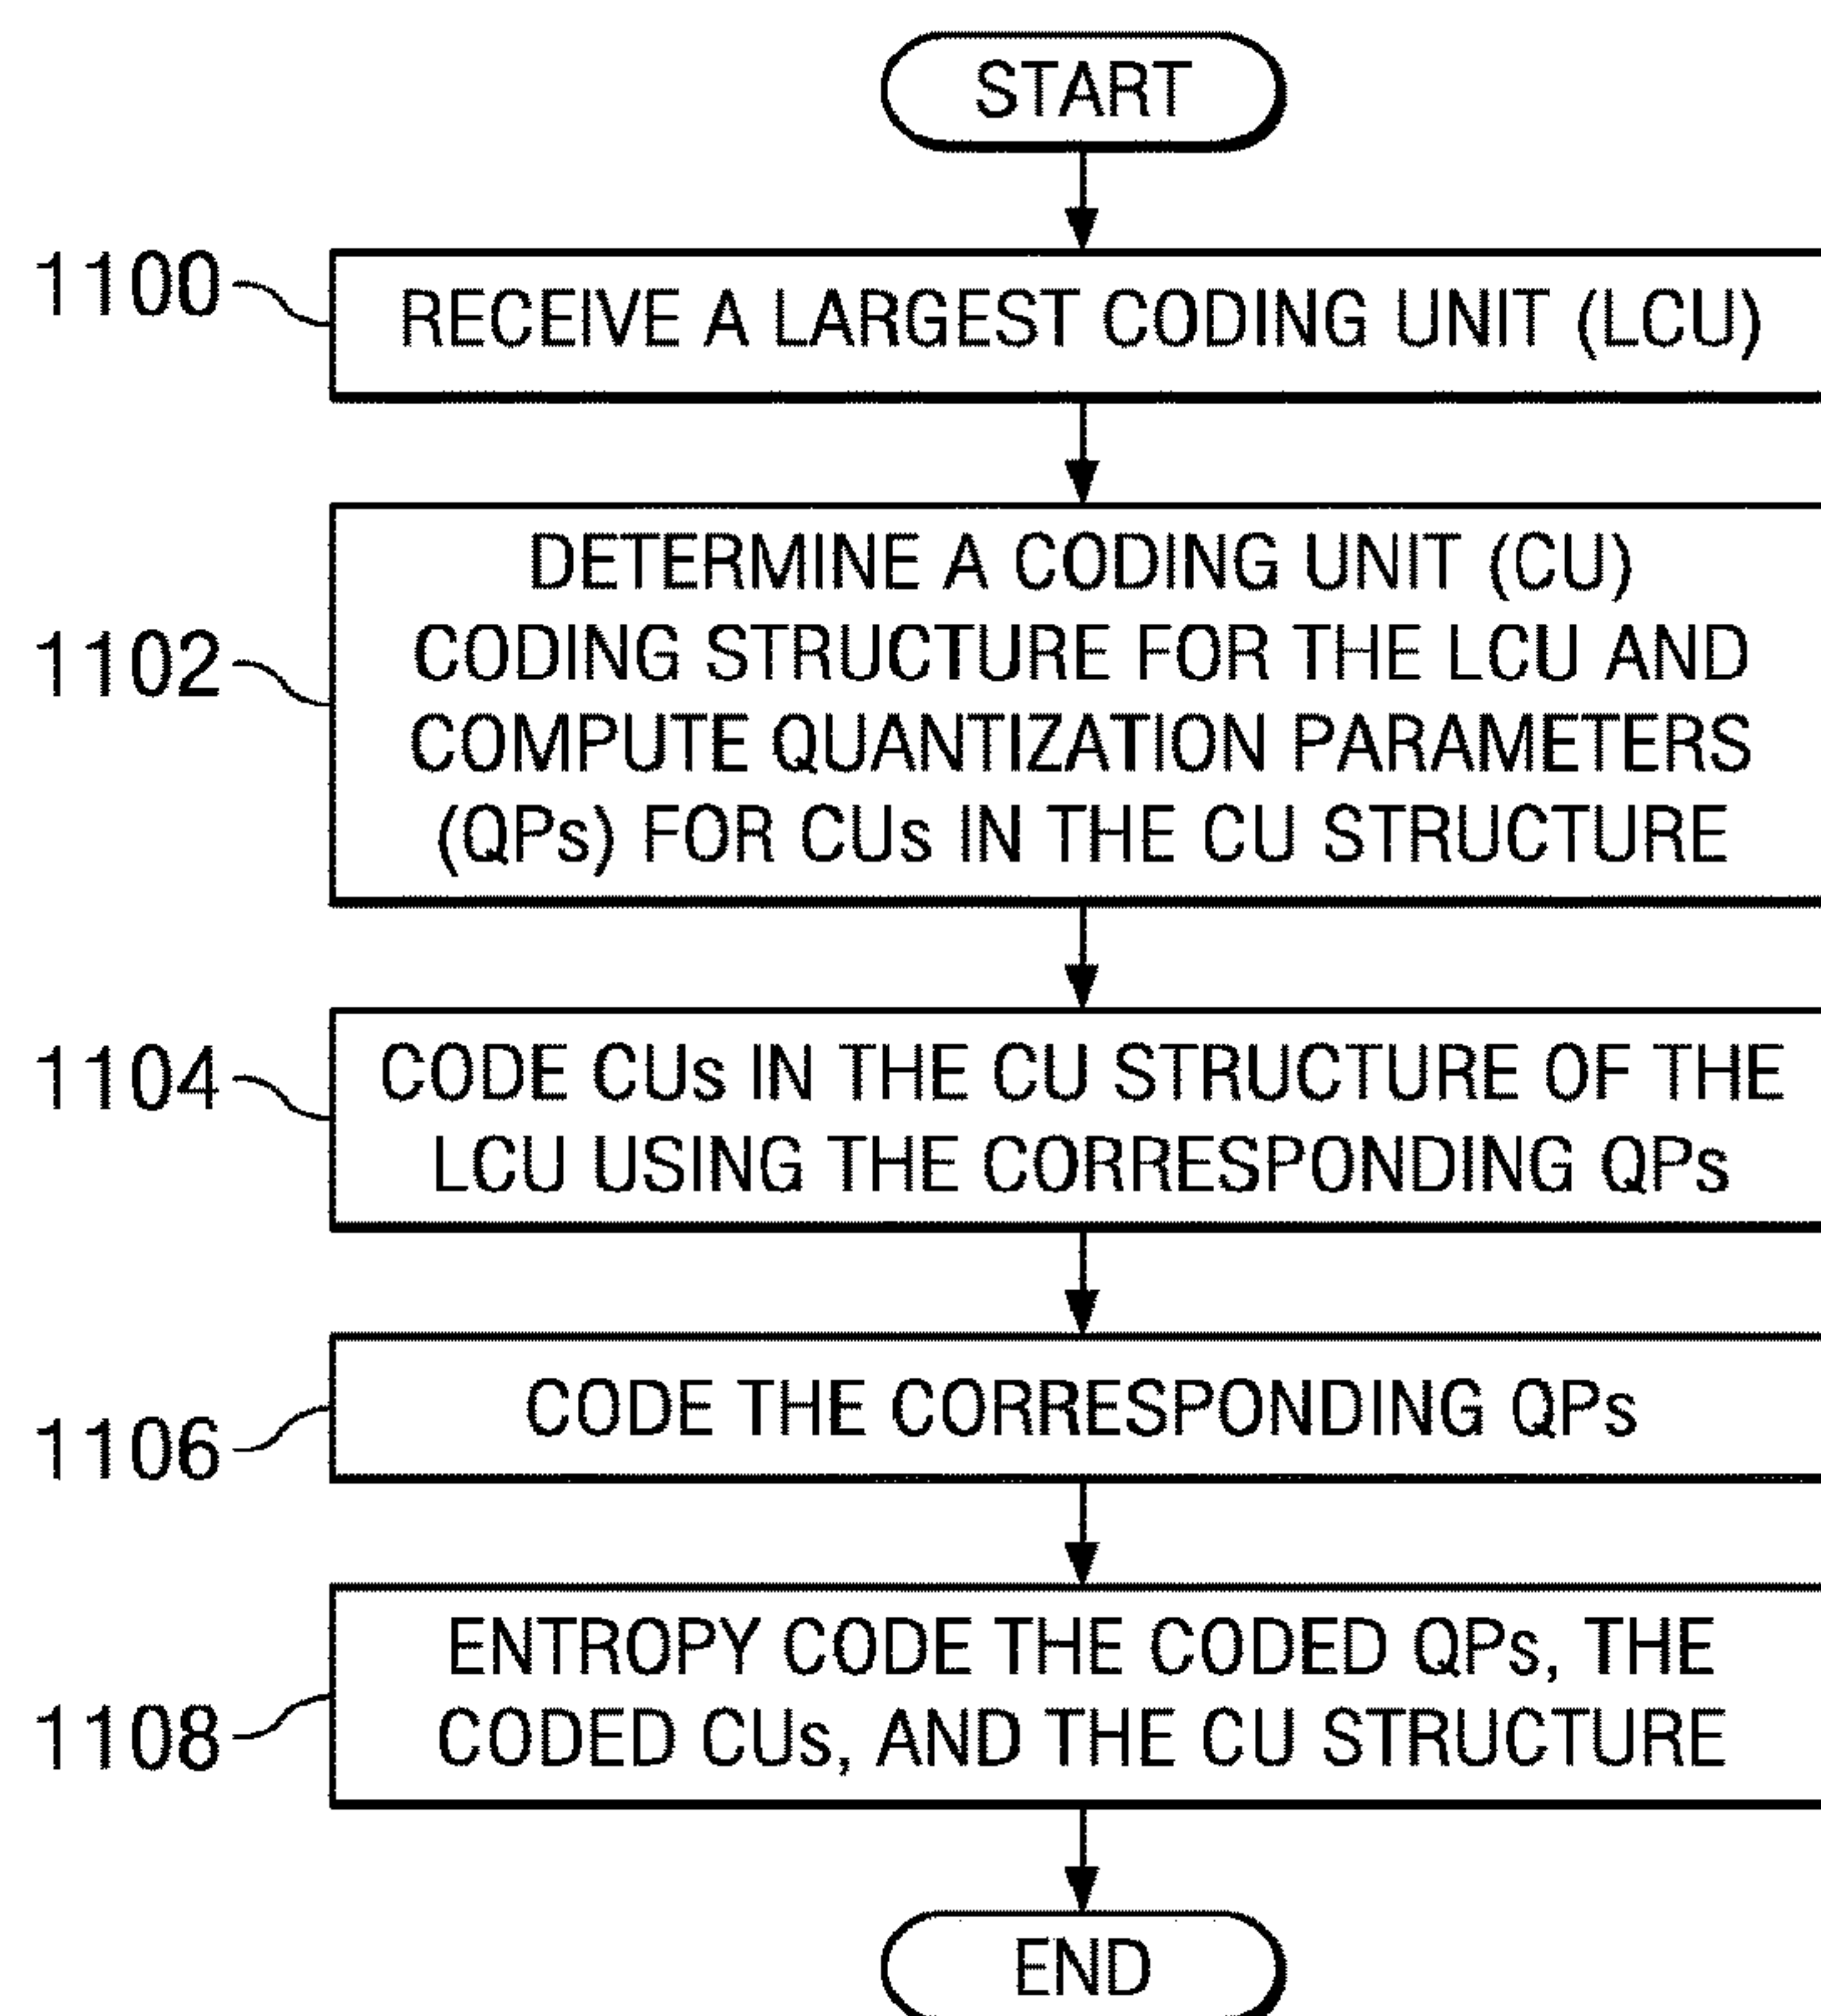 START
1100
RECEIVE A LARGEST CODING UNIT (LCU)
1102
DETERMINE A CODING UNIT (CU)
CODING STRUCTURE FOR THE LCU AND
COMPUTE QUANTIZATION PARAMETERS
(QPs) FOR CUs IN THE CU STRUCTURE
1104
CODE CUs IN THE CU STRUCTURE OF THE
LCU USING THE CORRESPONDING QPs
1106
CODE THE CORRESPONDING QPs
1108
ENTROPY CODE THE CODED QPs, THE
CODED CUs, AND THE CU STRUCTURE
END